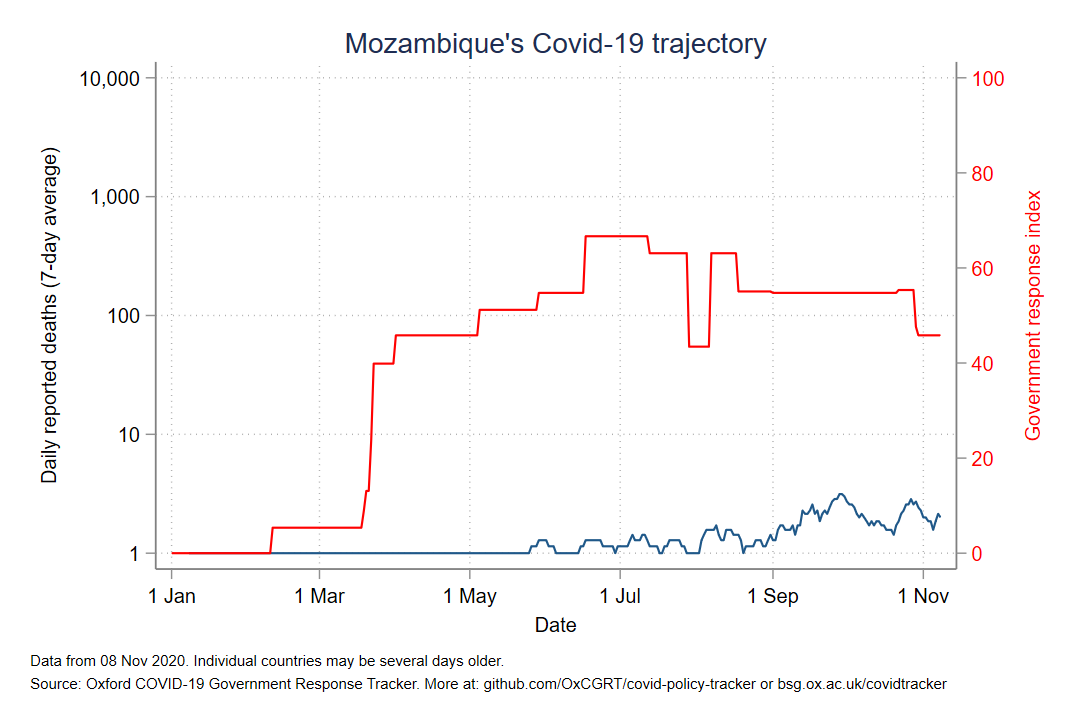 Mozambique's Covid-19 trajectory
10,000
1,000
100
10
1
Daily reported deaths (7-day average)
100
80
60
40
20
0
Government response index
1 Jan
1 Mar
1 May
1 Jul
1 Sep
1 Nov
Date
Data from 08 Nov 2020. Individual countries may be several days older.
Source: Oxford COVID-19 Government Response Tracker. More at: github.com/OxCGRT/covid-policy-tracker or bsg.ox.ac.uk/covidtracker